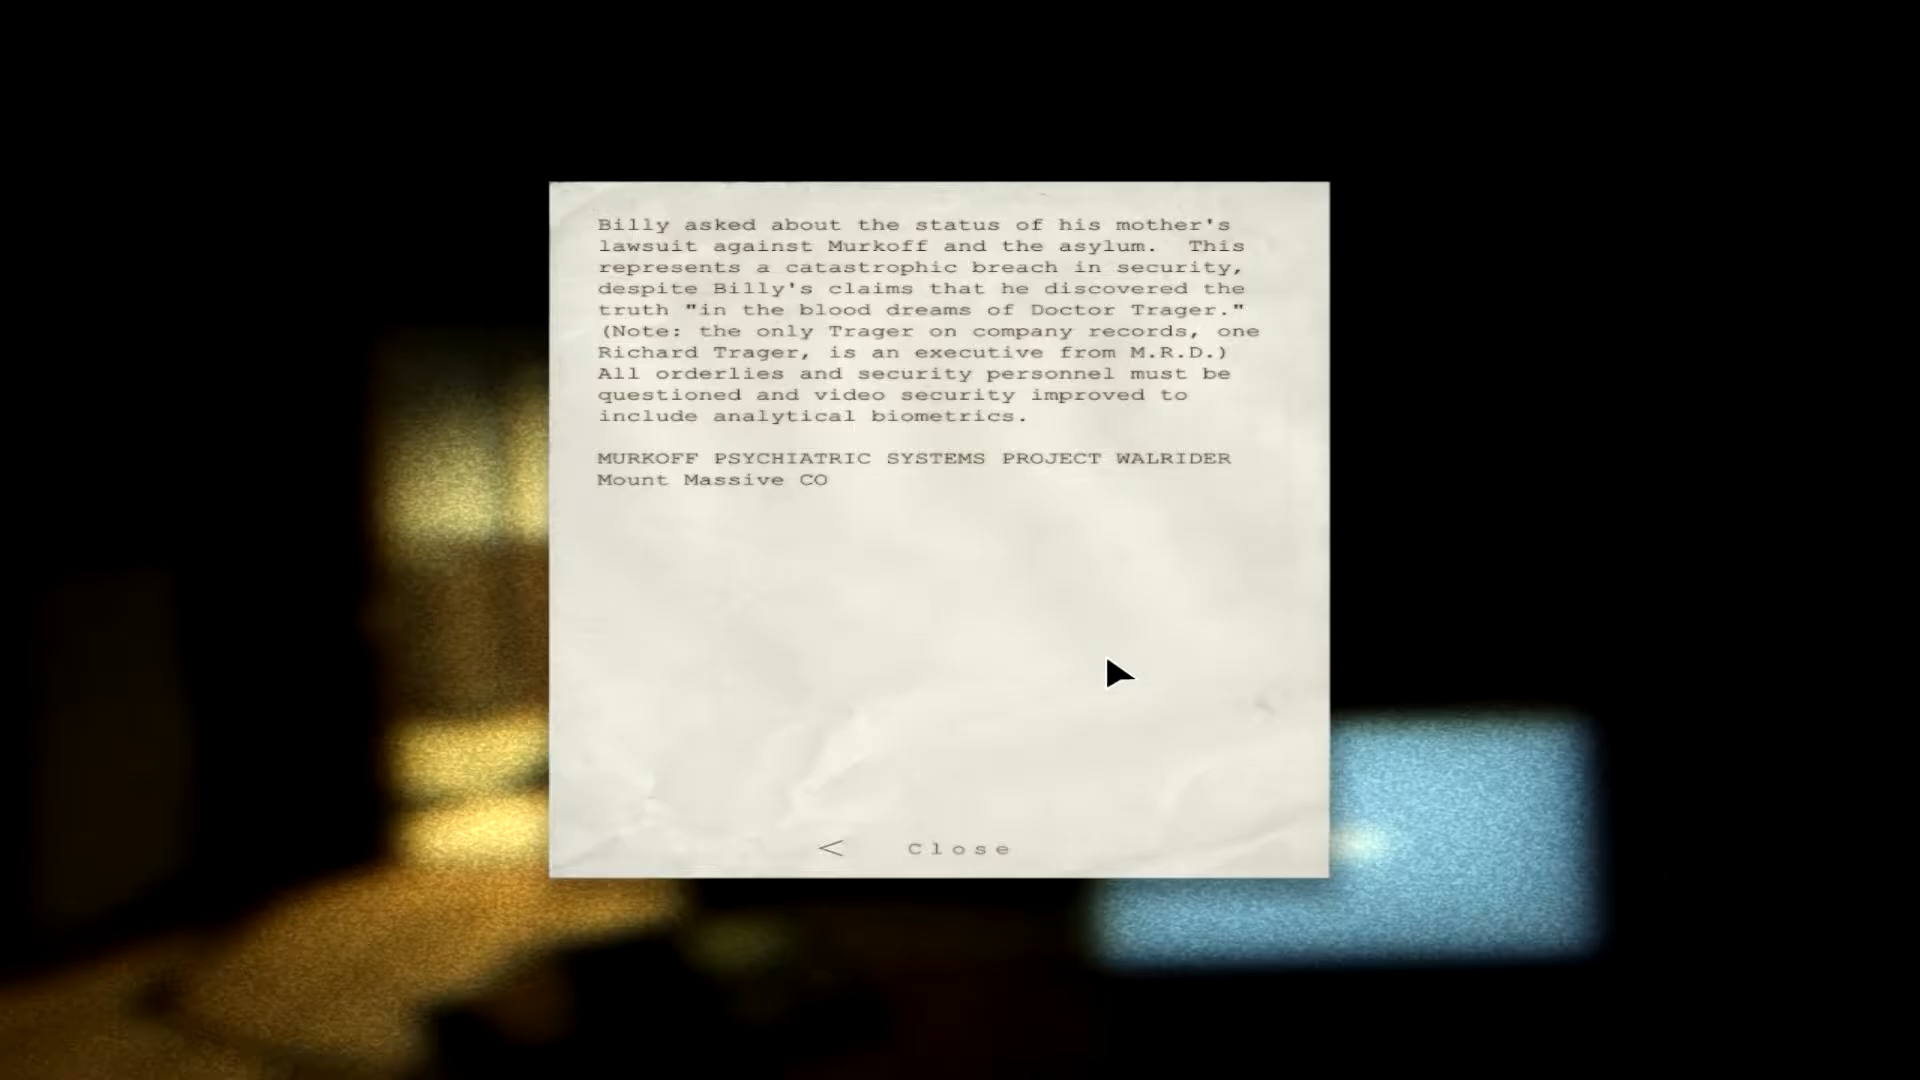 Billy asked about the status of his mother's
lawsuit against Murkoff and the asylum.  This
represents a catastrophic breach in security,
despite Billy's claims that he discovered the
truth "in the blood dreams of Doctor Trager."
(Note: the only Trager on company records, one
Richard Trager, is an executive from M.R.D.)
All orderlies and security personnel must be
questioned and video security improved to
include analytical biometrics.

MURKOFF PSYCHIATRIC SYSTEMS PROJECT WALRIDER
Mount Massive CO
< Close